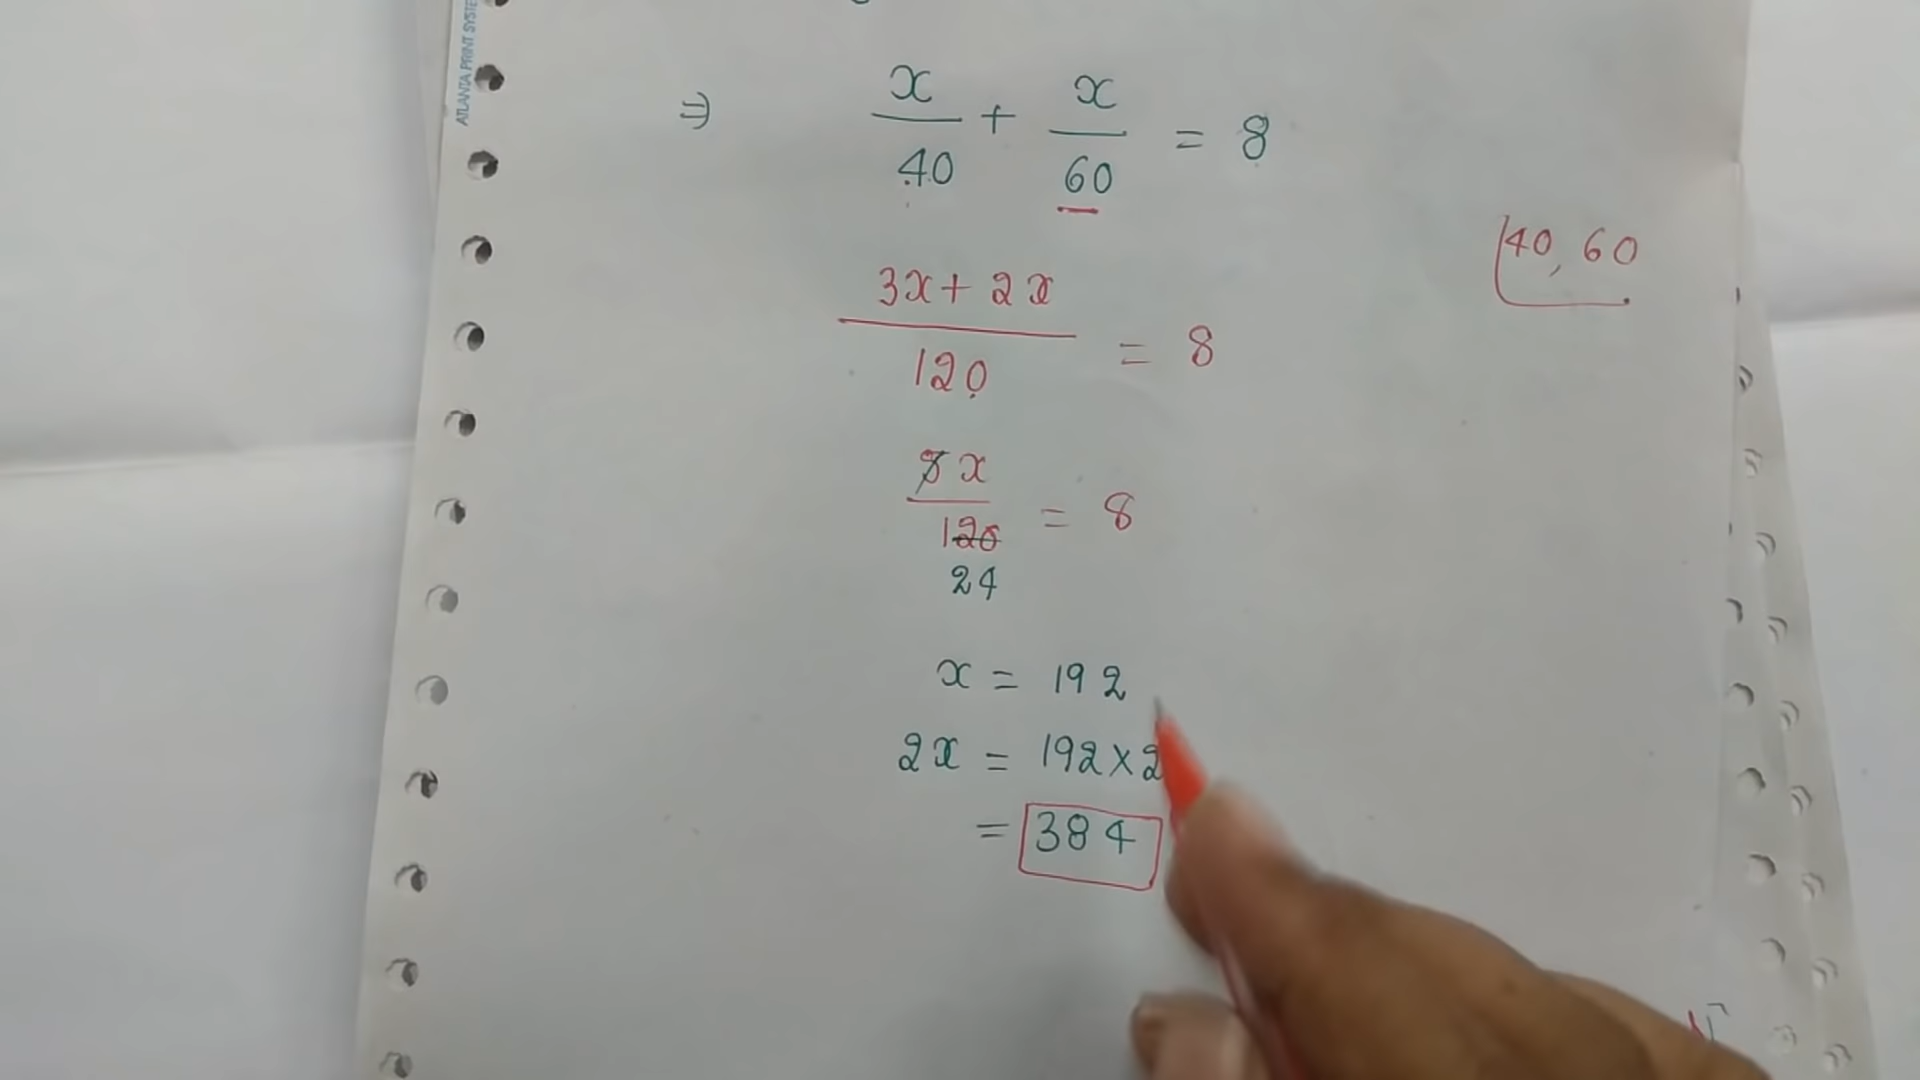 ATLANTA PRINT SYSTE
⇒ x/40 + x/60 = 8
40, 60
3x + 2x / 120 = 8
5x / 120 = 8
24
x = 192
2x = 192 × 2
= 384